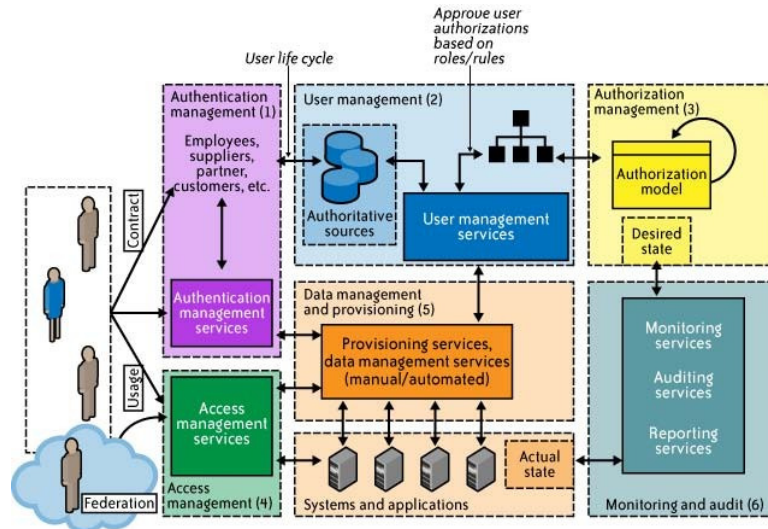 Approve user
authorizations
based on
roles/rules
User life cycle
Authentication
management (1)
Employees,
suppliers,
partner,
customers, etc.
Authentication
management
services
User management (2)
Authoritative
sources
User management
services
Authorization
management (3)
Authorization
model
Desired
state
Contract
Usage
Federation
Data management
and provisioning (5)
Provisioning services,
data management services
(manual/automated)
Access
management
services
Access
management (4)
Actual
state
Systems and applications
Monitoring
services
Auditing
services
Reporting
services
Monitoring and audit (6)